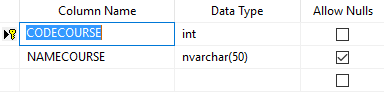 Column Name Data Type Allow Nulls
CODECOURSE int
NAMECOURSE nvarchar(50)